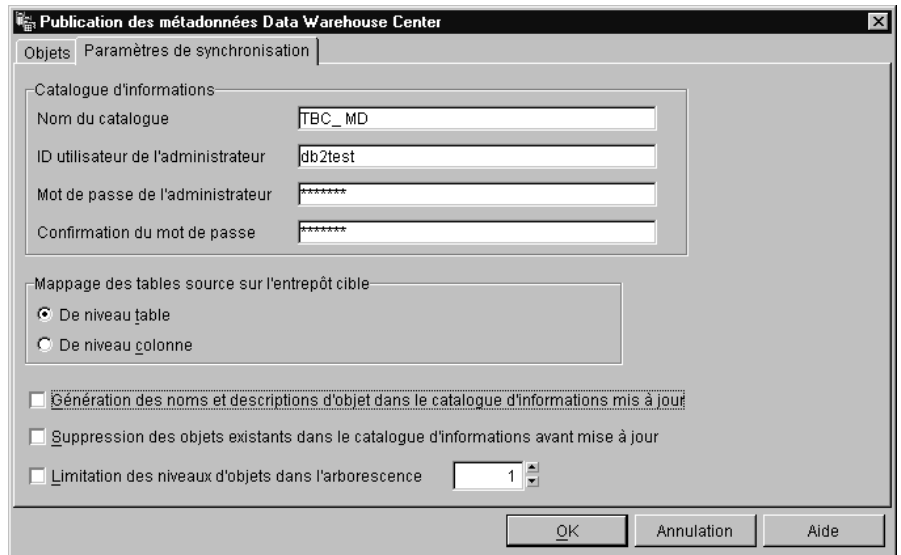 Publication des métadonnées Data Warehouse Center
Objets
Paramètres de synchronisation
Catalogue d'informations
Nom du catalogue
TBC_ MD
ID utilisateur de l'administrateur
db2test
Mot de passe de l'administrateur
*******
Confirmation du mot de passe
*******
Mappage des tables source sur l'entrepôt cible
De niveau table
De niveau colonne
Génération des noms et descriptions d'objet dans le catalogue d'informations mis à jour
Suppression des objets existants dans le catalogue d'informations avant mise à jour
Limitation des niveaux d'objets dans l'arborescence
1
OK
Annulation
Aide